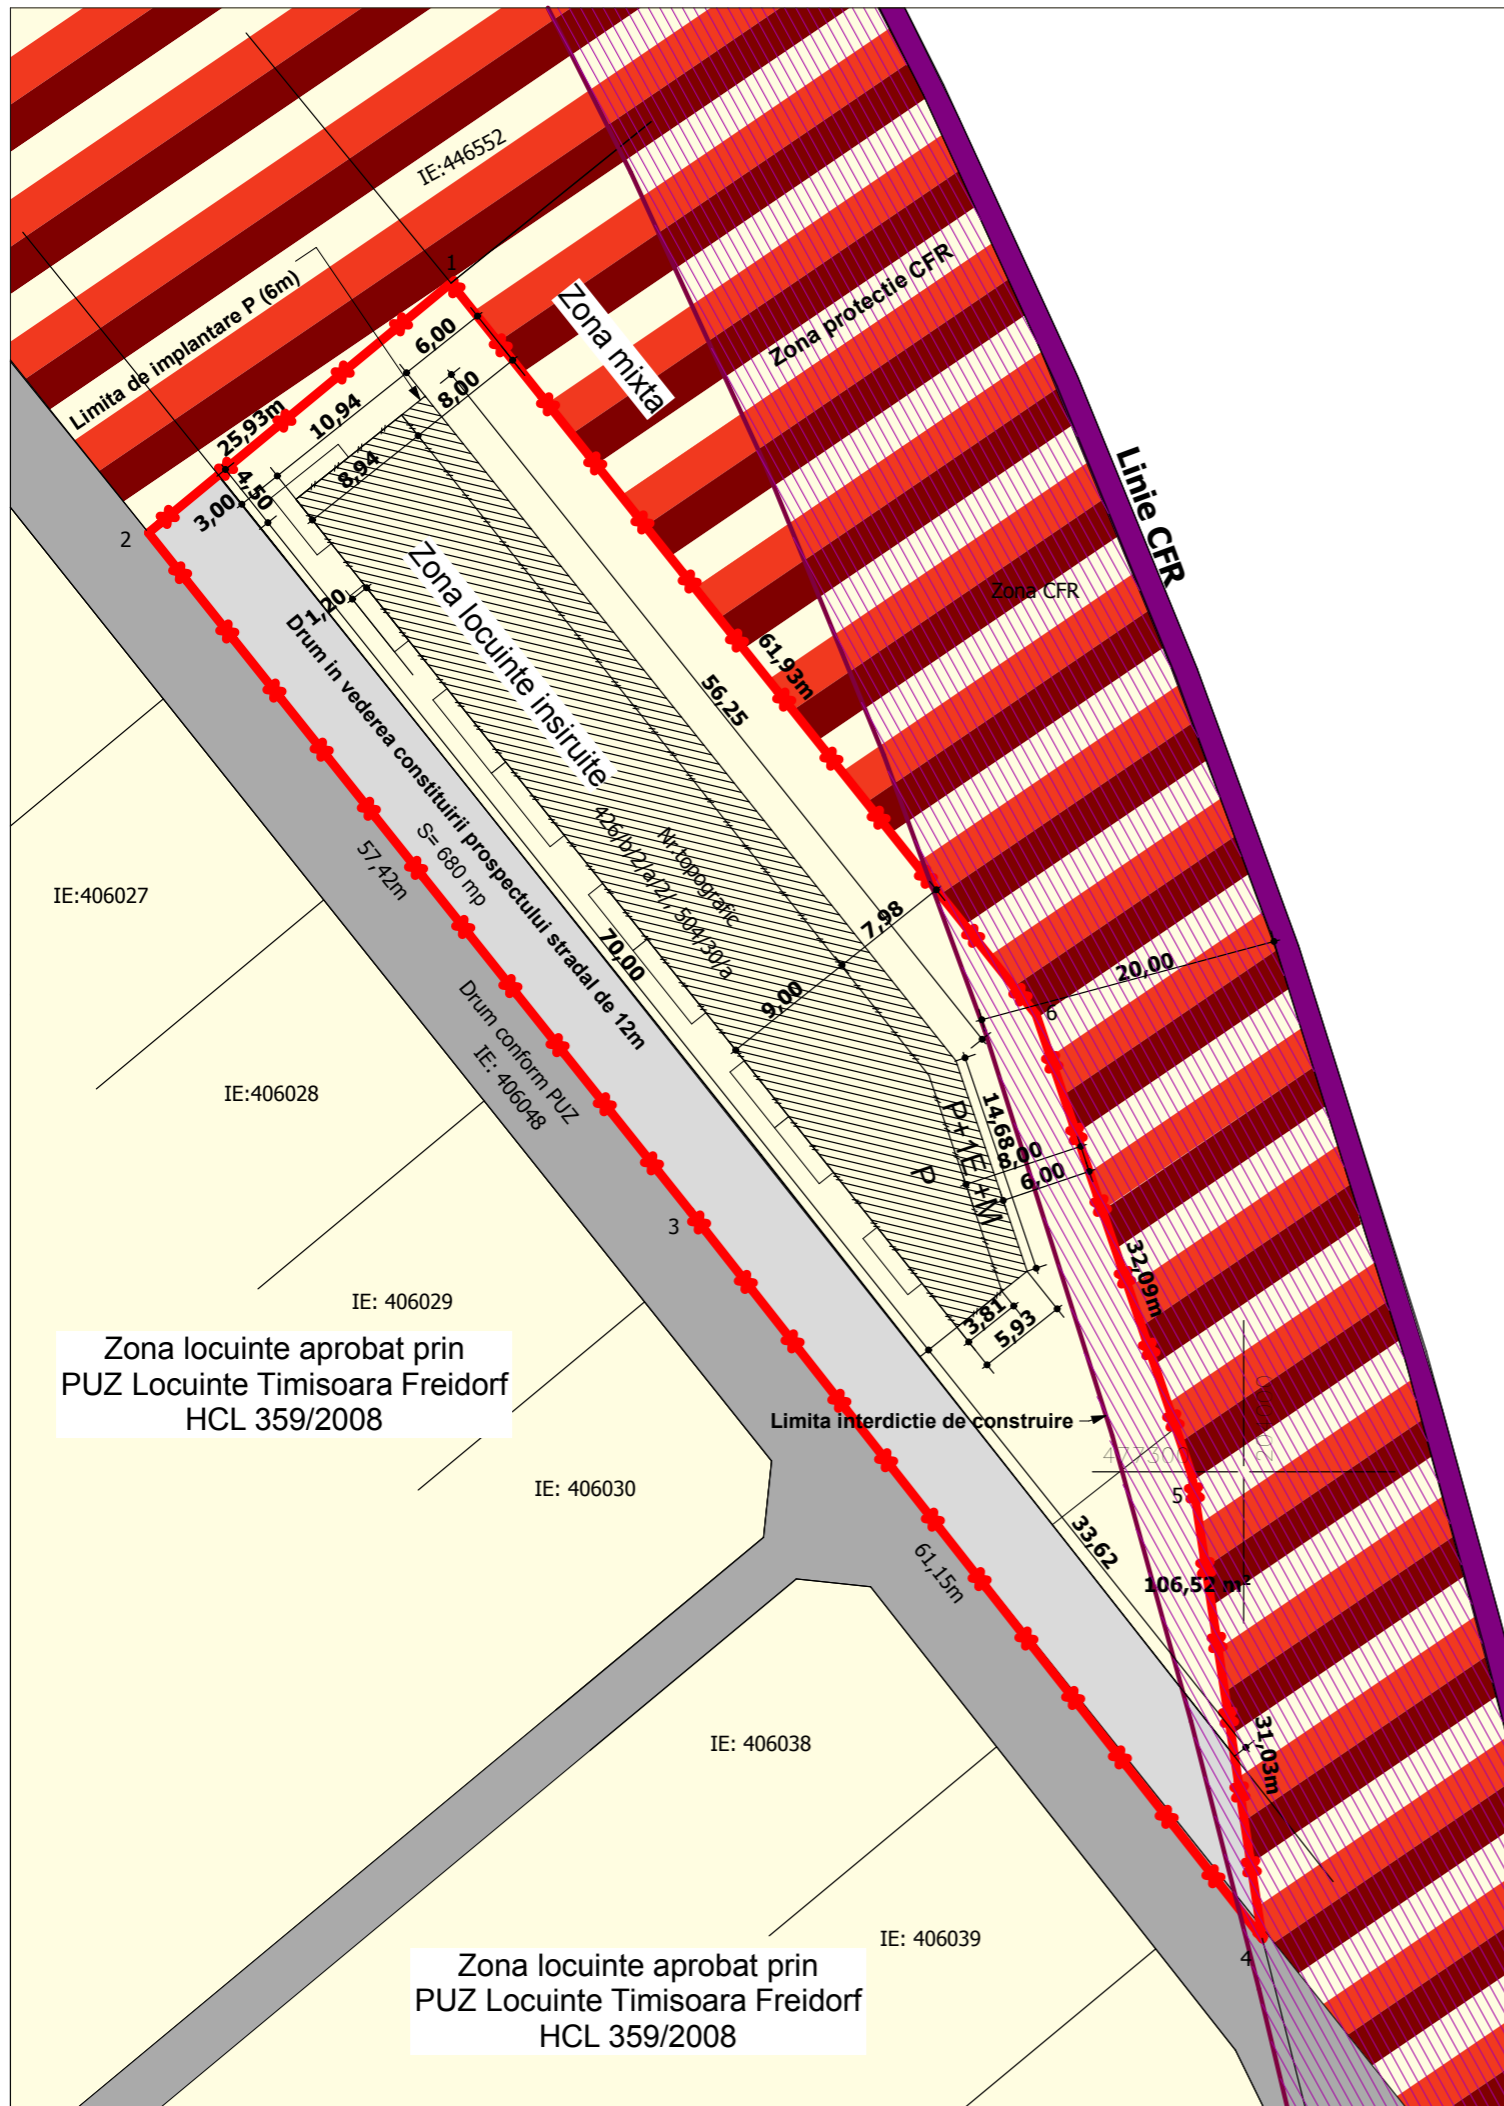 IE:446552
1
Limita de implantare P (6m)
6,00
Zona mixta
Zona protectie CFR
8,00
25,93m
10,94
8,94
4,50
3,00
2
Linie CFR
Zona CFR
1,20
Zona locuinte insiruite
61,93m
56,25
Drum in vederea constituirii prospectului stradal de 12m
S= 680 mp
57,42m
Nr.topografic
426/b/2/a/2/, 504/30/a
IE:406027
7,98
70,00
20,00
9,00
6
Drum conform PUZ
IE: 406048
IE:406028
14,68
P+1E+M
P
8,00
6,00
3
32,09m
IE: 406029
3,81
5,93
Zona locuinte aprobat prin
PUZ Locuinte Timisoara Freidorf
HCL 359/2008
Limita interdictie de construire
477300
IE: 406030
5
33,62
61,15m
106,52 m²
31,03m
IE: 406038
IE: 406039
4
Zona locuinte aprobat prin
PUZ Locuinte Timisoara Freidorf
HCL 359/2008